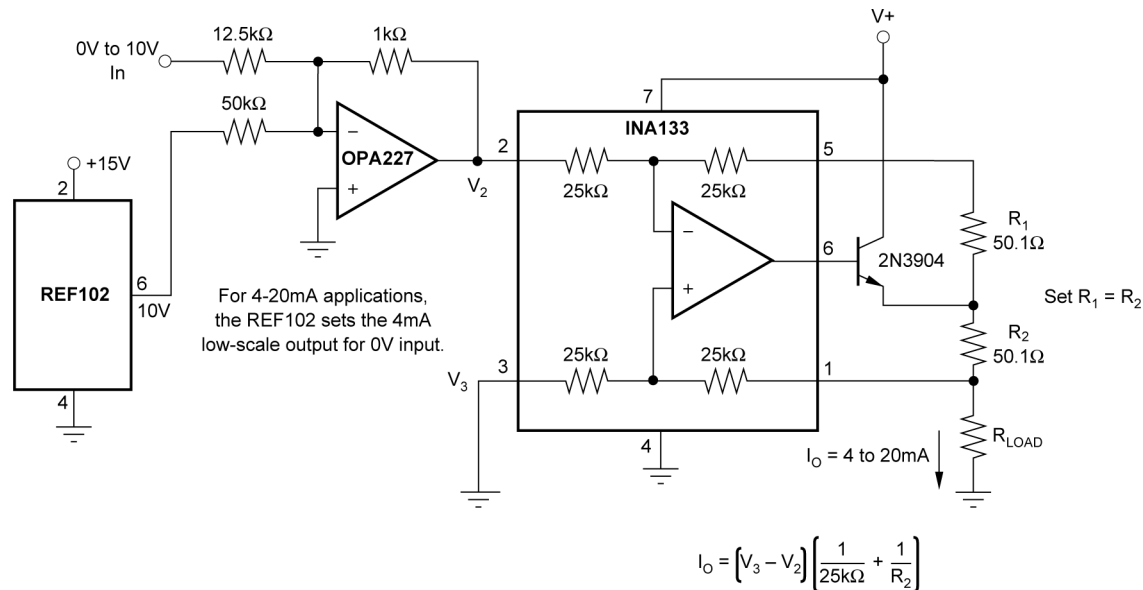 V+
12.5kΩ
1kΩ
0V to 10V
In
50kΩ
7
INA133
OPA227
−
+
2
V2
5
25kΩ
25kΩ
+15V
2
R1
50.1Ω
−
+
6
2N3904
REF102
6
10V
For 4-20mA applications,
the REF102 sets the 4mA
low-scale output for 0V input.
Set R1 = R2
R2
50.1Ω
25kΩ
25kΩ
V3
3
1
4
4
RLOAD
IO = 4 to 20mA
IO = (V3 – V2) (1/25kΩ + 1/R2)